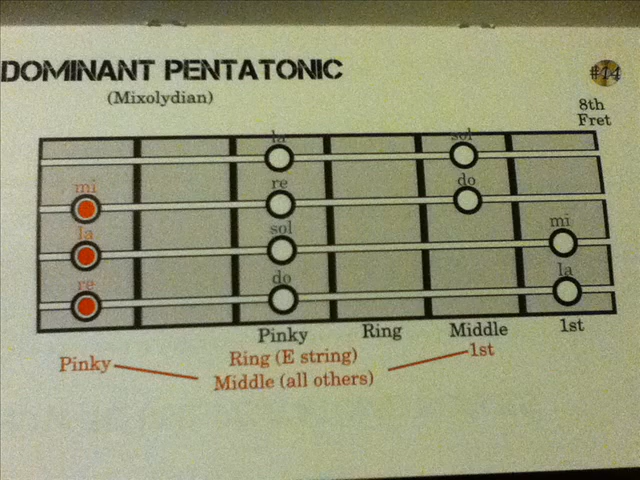 DOMINANT PENTATONIC
#14
(Mixolydian)
8th
Fret
la
sol
mi
re
do
la
sol
mi
re
do
la
Pinky
Ring
Middle
1st
Pinky
Ring (E string)
1st
Middle (all others)